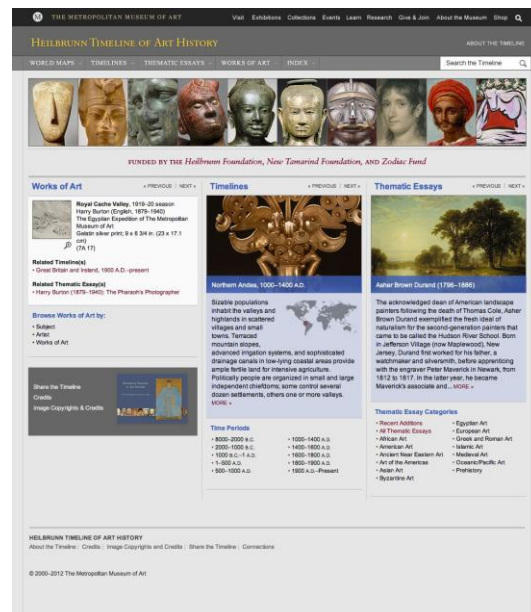 M THE METROPOLITAN MUSEUM OF ART
Visit Exhibitions Collections Events Learn Research Give & Join About the Museum Shop
HEILBRUNN TIMELINE OF ART HISTORY
ABOUT THE TIMELINE
WORLD MAPS TIMELINES THEMATIC ESSAYS WORKS OF ART INDEX
Search the Timeline
FUNDED BY THE Heilbrunn Foundation, New Tamarind Foundation, AND Zodiac Fund
Works of Art
« PREVIOUS | NEXT »
Royal Cache Valley, 1919–20 season
Harry Burton (English, 1879–1940)
The Egyptian Expedition of The Metropolitan
Museum of Art
Gelatin silver print; 9 x 6 3/4 in. (23 x 17.1
cm)
(7A 17)
Related Timeline(s)
• Great Britain and Ireland, 1900 A.D.–present
Related Thematic Essay(s)
• Harry Burton (1879–1940): The Pharaoh's Photographer
Browse Works of Art by:
• Subject
• Artist
• Works of Art
Share the Timeline
Credits
Image Copyrights & Credits
Timelines
« PREVIOUS | NEXT »
Northern Andes, 1000–1400 A.D.
Sizable populations
inhabit the valleys and
highlands in scattered
villages and small
towns. Terraced
mountain slopes,
advanced irrigation systems, and sophisticated
drainage canals in low-lying coastal areas provide
ample fertile land for intensive agriculture.
Politically people are organized in small and large
independent chiefdoms; some control several
dozen settlements, others one or more valleys.
MORE »
Time Periods
• 8000–2000 B.C.
• 2000–1000 B.C.
• 1000 B.C.–1 A.D.
• 1–500 A.D.
• 500–1000 A.D.
• 1000–1400 A.D.
• 1400–1600 A.D.
• 1600–1800 A.D.
• 1800–1900 A.D.
• 1900 A.D.–Present
Thematic Essays
« PREVIOUS | NEXT »
Asher Brown Durand (1796–1886)
The acknowledged dean of American landscape
painters following the death of Thomas Cole, Asher
Brown Durand exemplified the fresh ideal of
naturalism for the second-generation painters that
came to be called the Hudson River School. Born
in Jefferson Village (now Maplewood), New
Jersey, Durand first worked for his father, a
watchmaker and silversmith, before apprenticing
with the engraver Peter Maverick in Newark, from
1812 to 1817. In the latter year, he became
Maverick's associate and... MORE »
Thematic Essay Categories
• Recent Additions
• All Thematic Essays
• African Art
• American Art
• Ancient Near Eastern Art
• Art of the Americas
• Asian Art
• Byzantine Art
• Egyptian Art
• European Art
• Greek and Roman Art
• Islamic Art
• Medieval Art
• Oceanic/Pacific Art
• Prehistory
HEILBRUNN TIMELINE OF ART HISTORY
About the Timeline | Credits | Image Copyrights and Credits | Share the Timeline | Connections
© 2000–2012 The Metropolitan Museum of Art